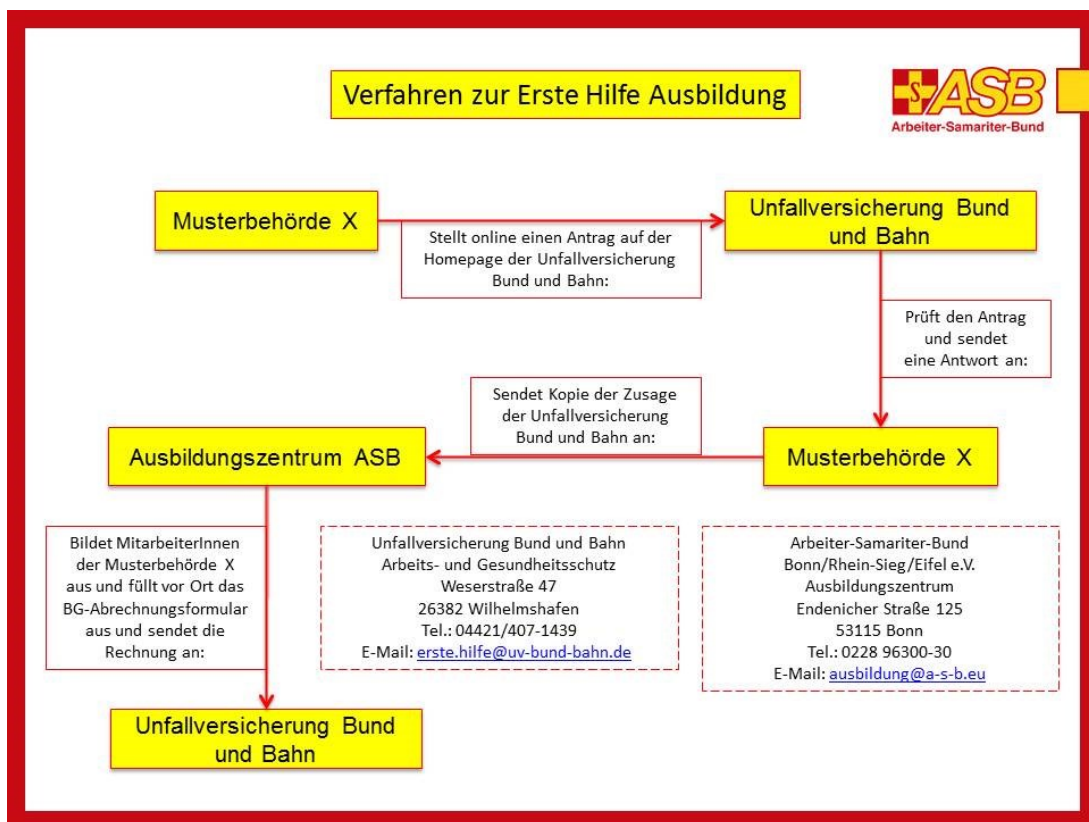 Verfahren zur Erste Hilfe Ausbildung
S ASB
Arbeiter-Samariter-Bund
Musterbehörde X
Stellt online einen Antrag auf der
Homepage der Unfallversicherung
Bund und Bahn:
Unfallversicherung Bund
und Bahn
Prüft den Antrag
und sendet
eine Antwort an:
Musterbehörde X
Sendet Kopie der Zusage
der Unfallversicherung
Bund und Bahn an:
Ausbildungszentrum ASB
Bildet MitarbeiterInnen
der Musterbehörde X
aus und füllt vor Ort das
BG-Abrechnungsformular
aus und sendet die
Rechnung an:
Unfallversicherung Bund
und Bahn
Unfallversicherung Bund und Bahn
Arbeits- und Gesundheitsschutz
Weserstraße 47
26382 Wilhelmshafen
Tel.: 04421/407-1439
E-Mail: erste.hilfe@uv-bund-bahn.de
Arbeiter-Samariter-Bund
Bonn/Rhein-Sieg/Eifel e.V.
Ausbildungszentrum
Endenicher Straße 125
53115 Bonn
Tel.: 0228 96300-30
E-Mail: ausbildung@a-s-b.eu